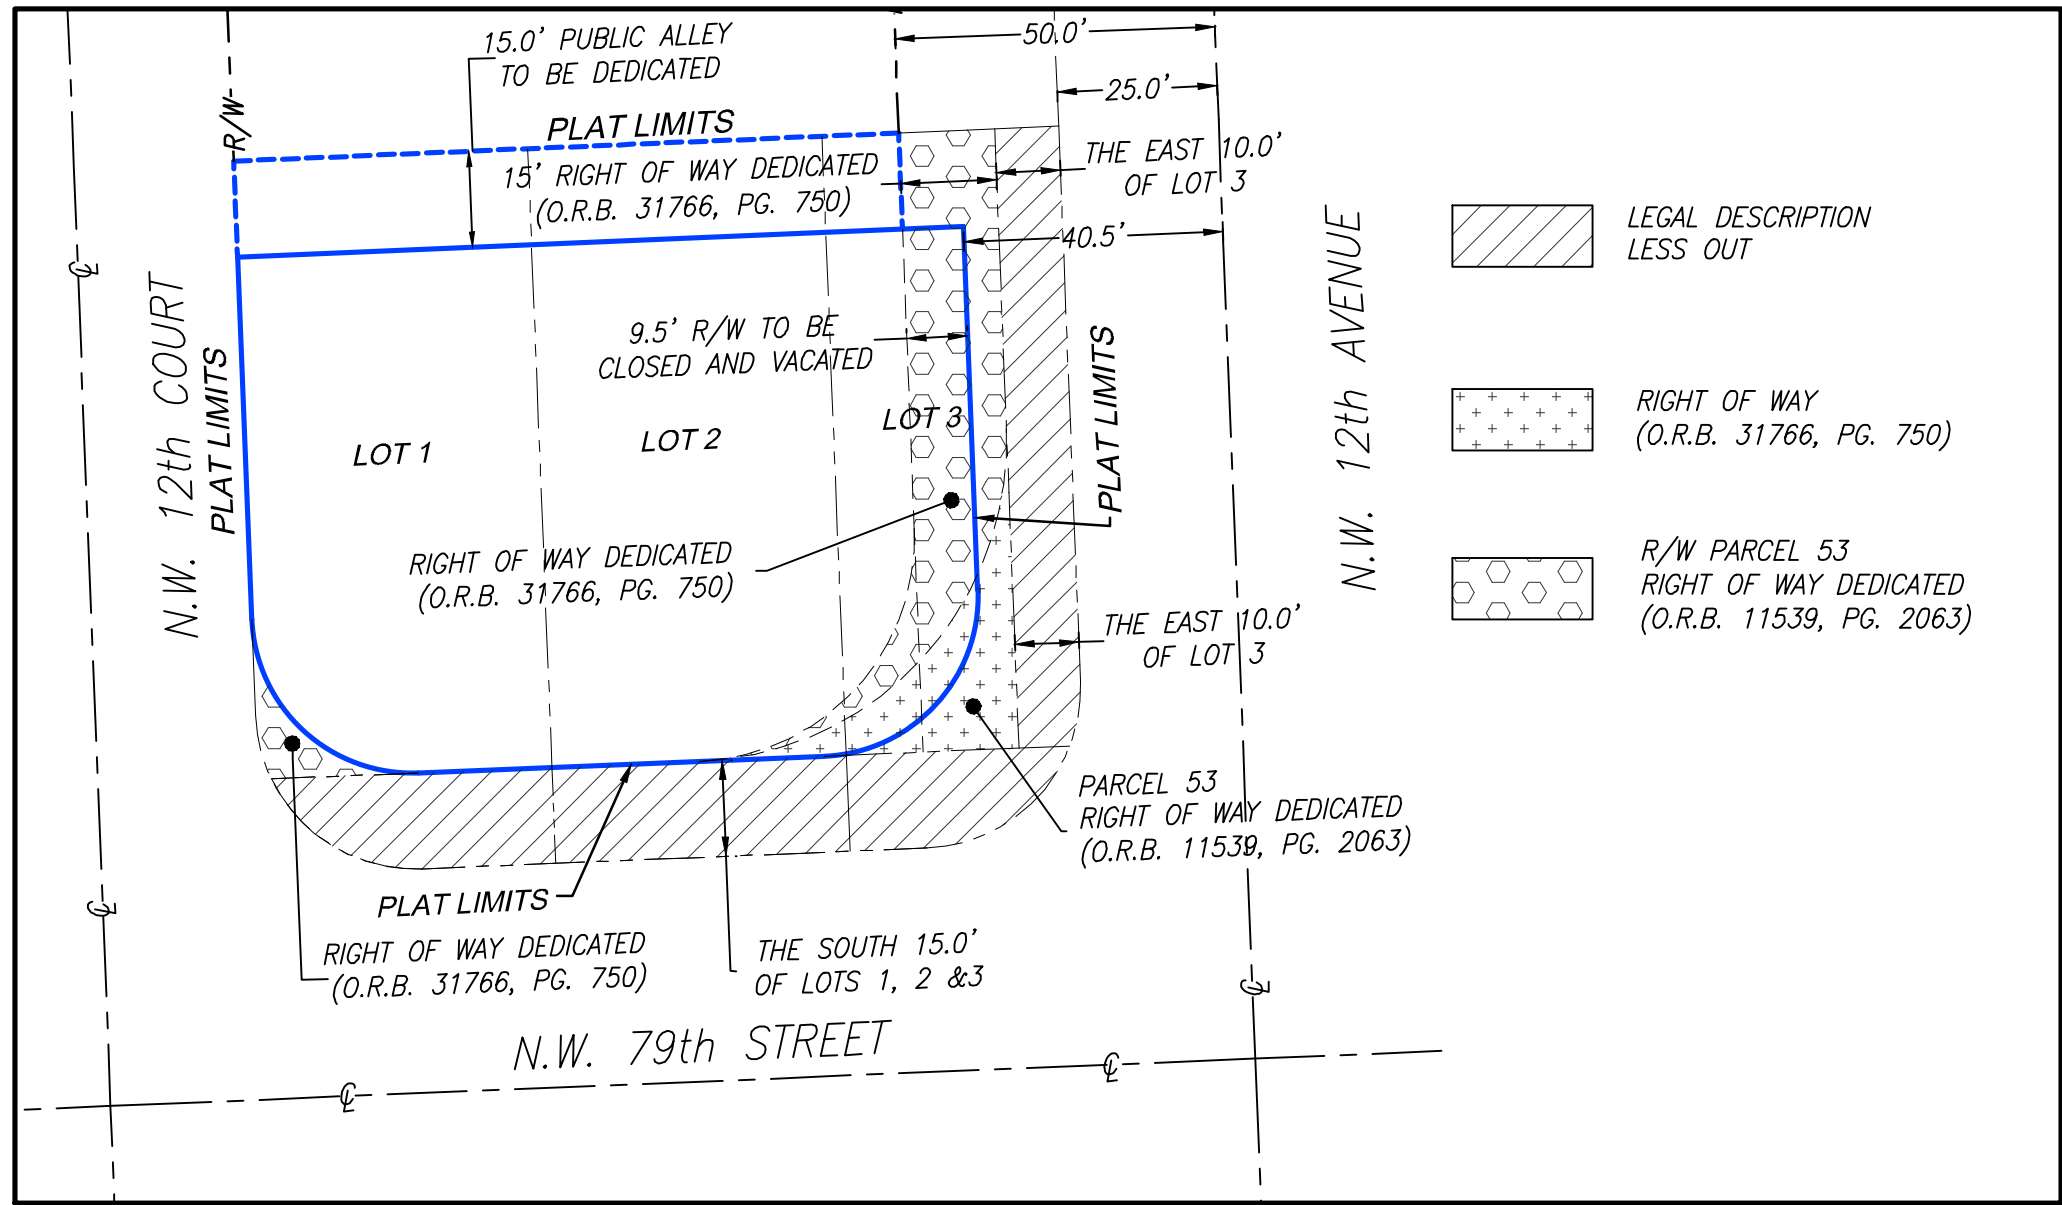 15.0' PUBLIC ALLEY
TO BE DEDICATED
50.0'
25.0'
R/W
PLAT LIMITS
15' RIGHT OF WAY DEDICATED
(O.R.B. 31766, PG. 750)
THE EAST 10.0'
OF LOT 3
40.5'
N.W. 12th COURT
PLAT LIMITS
9.5' R/W TO BE
CLOSED AND VACATED
LOT 1
LOT 2
LOT 3
PLAT LIMITS
N.W. 12th AVENUE
RIGHT OF WAY DEDICATED
(O.R.B. 31766, PG. 750)
THE EAST 10.0'
OF LOT 3
PARCEL 53
RIGHT OF WAY DEDICATED
(O.R.B. 11539, PG. 2063)
PLAT LIMITS
RIGHT OF WAY DEDICATED
(O.R.B. 31766, PG. 750)
THE SOUTH 15.0'
OF LOTS 1, 2 &3
N.W. 79th STREET
LEGAL DESCRIPTION
LESS OUT
RIGHT OF WAY
(O.R.B. 31766, PG. 750)
R/W PARCEL 53
RIGHT OF WAY DEDICATED
(O.R.B. 11539, PG. 2063)